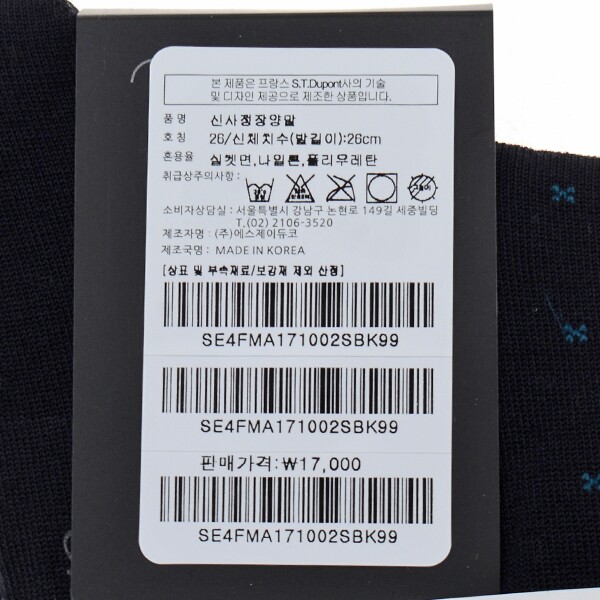 본 제품은 프랑스 S.T.Dupont사의 기술
및 디자인 제공으로 제조한 상품입니다.
품 명 신사정장양말
호 칭 26/신체치수(발길이):26cm
혼용율 실켓면,나일론,폴리우레탄
취급상주의사항 :
소비자상담실 : 서울특별시 강남구 논현로 149길 세중빌딩
T.(02) 2106-3520
제조자명 : (주)에스제이듀코
제조국명 : MADE IN KOREA
[상표 및 부속재료/보강재 제외 산정]
SE4FMA171002SBK99
SE4FMA171002SBK99
판매가격:₩17,000
SE4FMA171002SBK99